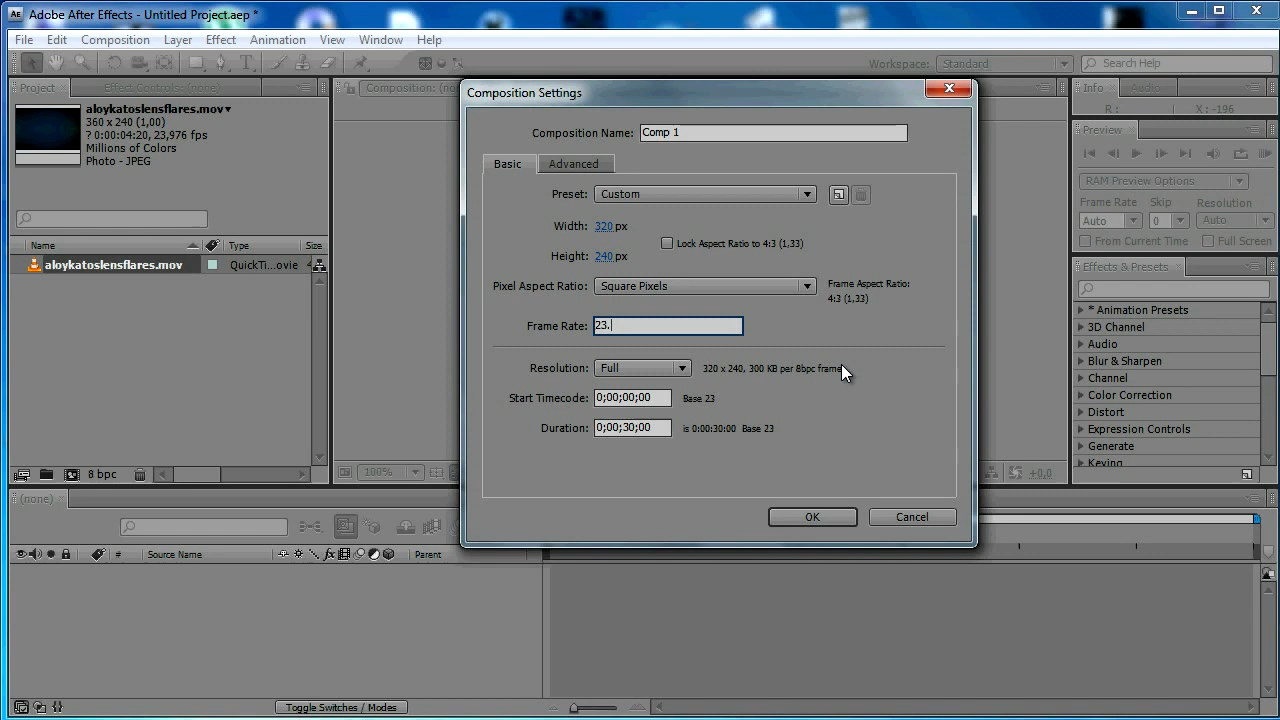 Adobe After Effects - Untitled Project.aep *
File Edit Composition Layer Effect Animation View Window Help
Workspace: Standard Search Help
Project Effect Controls: (none) Composition: (no Info Audio
aloykatoslensflares.mov▾
360 x 240 (1,00)
? 0:00:04:20, 23,976 fps
Millions of Colors
Photo - JPEG
R : X : -196
Preview
RAM Preview Options
Frame Rate Skip Resolution
Auto 0 Auto
From Current Time Full Screen
Name Type Size
aloykatoslensflares.mov QuickTi...ovie 4
Composition Settings
Composition Name: Comp 1
Basic Advanced
Preset: Custom
Width: 320 px
Lock Aspect Ratio to 4:3 (1,33)
Height: 240 px
Pixel Aspect Ratio: Square Pixels
Frame Aspect Ratio:
4:3 (1,33)
Frame Rate: 23.
Resolution: Full 320 x 240, 300 KB per 8bpc frame
Start Timecode: 0;00;00;00 Base 23
Duration: 0;00;30;00 is 0:00:30:00 Base 23
OK Cancel
Effects & Presets
* Animation Presets
3D Channel
Audio
Blur & Sharpen
Channel
Color Correction
Distort
Expression Controls
Generate
Keying
8 bpc
100%
+0,0
(none)
# Source Name Parent
Toggle Switches / Modes